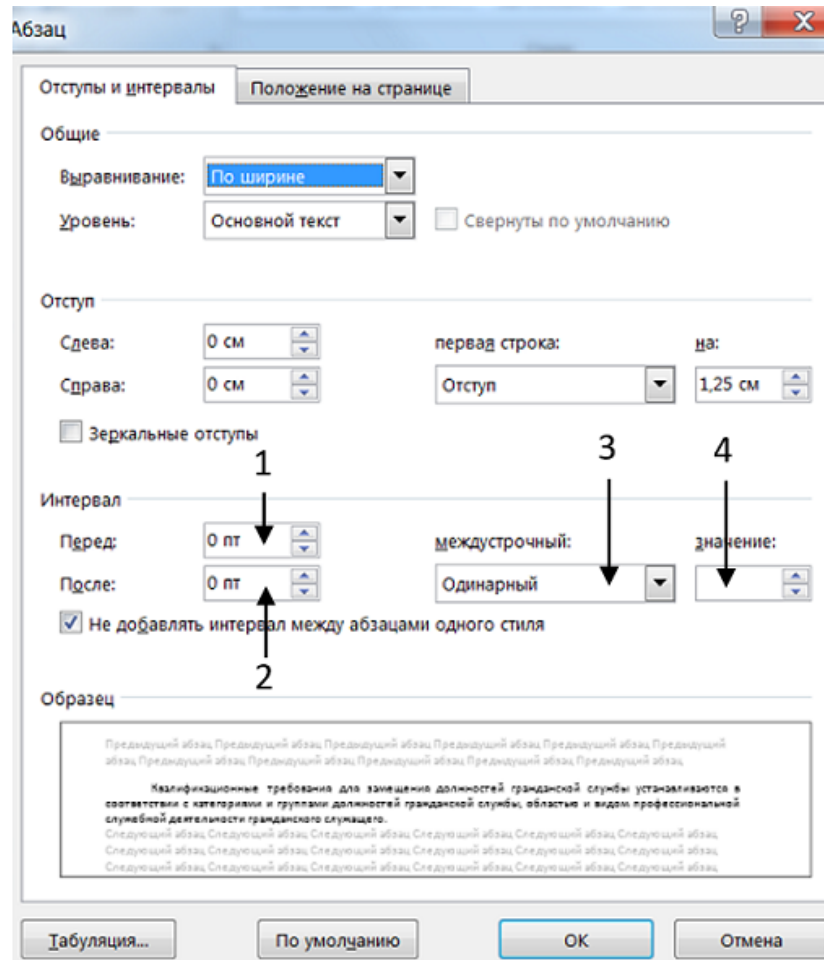 Абзац
Отступы и интервалы Положение на странице
Общие
Выравнивание: По ширине
Уровень: Основной текст Свернуты по умолчанию
Отступ
Слева: 0 см первая строка: на:
Справа: 0 см Отступ 1,25 см
Зеркальные отступы
1 3 4
Интервал
Перед: 0 пт междустрочный: значение:
После: 0 пт Одинарный
Не добавлять интервал между абзацами одного стиля
2
Образец
Предыдущий абзац Предыдущий абзац Предыдущий абзац Предыдущий абзац Предыдущий абзац Предыдущий
абзац Предыдущий абзац Предыдущий абзац Предыдущий абзац Предыдущий абзац Предыдущий абзац
Квалификационные требования для замещения должностей гражданской службы устанавливаются в
соответствии с категориями и группами должностей гражданской службы, областью и видом профессиональной
служебной деятельности гражданского служащего.
Следующий абзац Следующий абзац Следующий абзац Следующий абзац Следующий абзац Следующий абзац
Следующий абзац Следующий абзац Следующий абзац Следующий абзац Следующий абзац Следующий абзац
Следующий абзац Следующий абзац Следующий абзац Следующий абзац Следующий абзац Следующий абзац
Табуляция... По умолчанию ОК Отмена